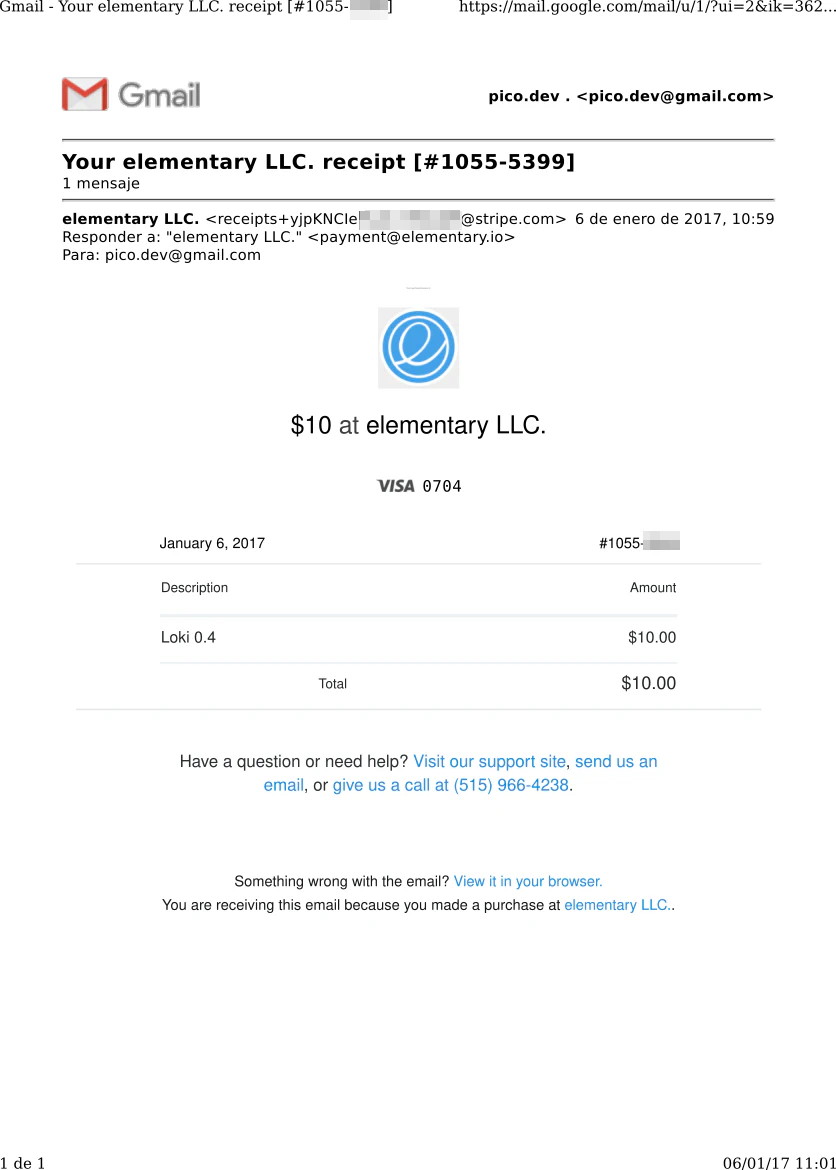 Gmail - Your elementary LLC. receipt [#1055- ] https://mail.google.com/mail/u/1/?ui=2&ik=362...
Gmail
pico.dev . <pico.dev@gmail.com>
Your elementary LLC. receipt [#1055-5399]
1 mensaje
elementary LLC. <receipts+yjpKNCIe @stripe.com> 6 de enero de 2017, 10:59
Responder a: "elementary LLC." <payment@elementary.io>
Para: pico.dev@gmail.com
$10 at elementary LLC.
VISA 0704
January 6, 2017 #1055-
Description Amount
Loki 0.4 $10.00
Total $10.00
Have a question or need help? Visit our support site, send us an
email, or give us a call at (515) 966-4238.
Something wrong with the email? View it in your browser.
You are receiving this email because you made a purchase at elementary LLC..
1 de 1 06/01/17 11:01